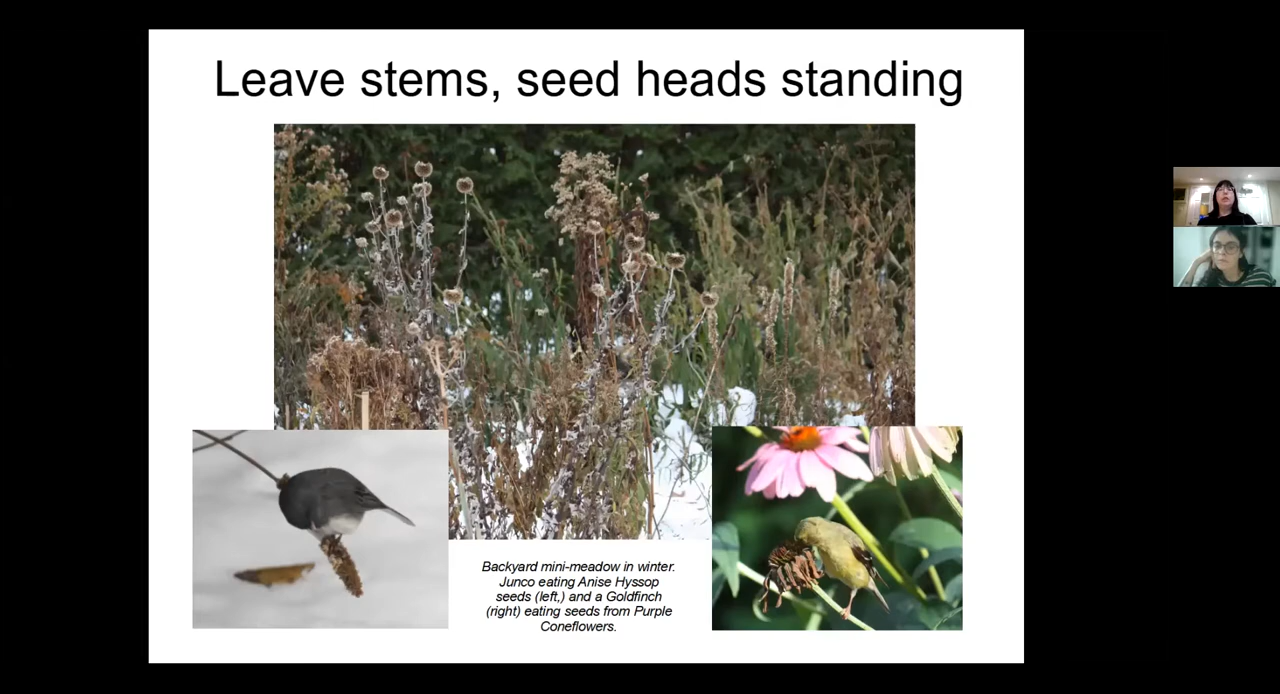 Leave stems, seed heads standing
Backyard mini-meadow in winter.
Junco eating Anise Hyssop
seeds (left,) and a Goldfinch
(right) eating seeds from Purple
Coneflowers.